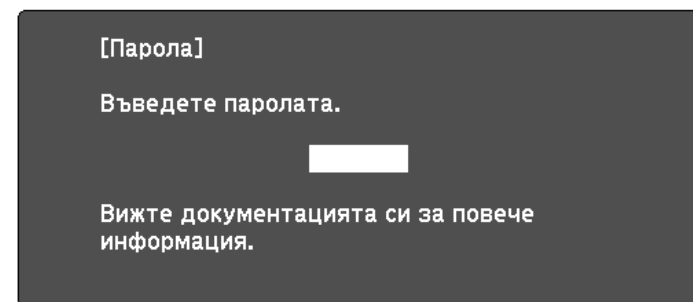 [Парола]
Въведете паролата.
Вижте документацията си за повече
информация.